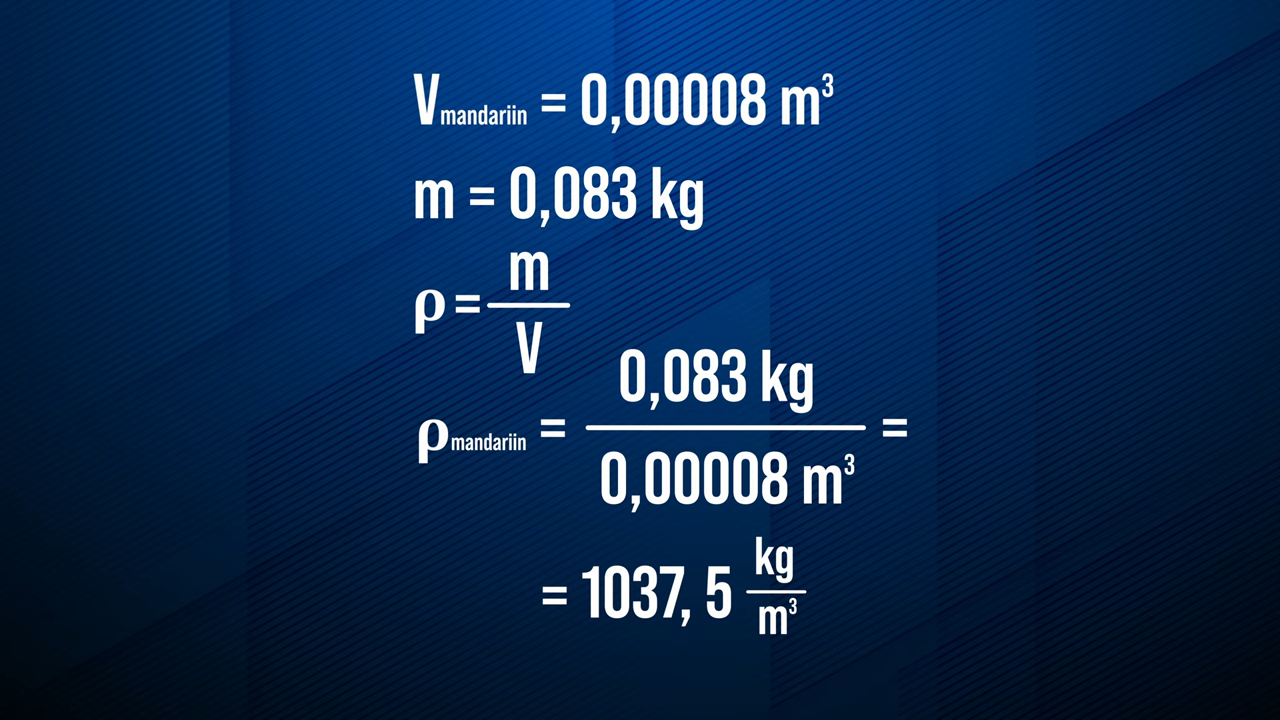 Vmandariin = 0,00008 m³
m = 0,083 kg
ρ = m / V
ρmandariin = 0,083 kg / 0,00008 m³ =
= 1037, 5 kg / m³